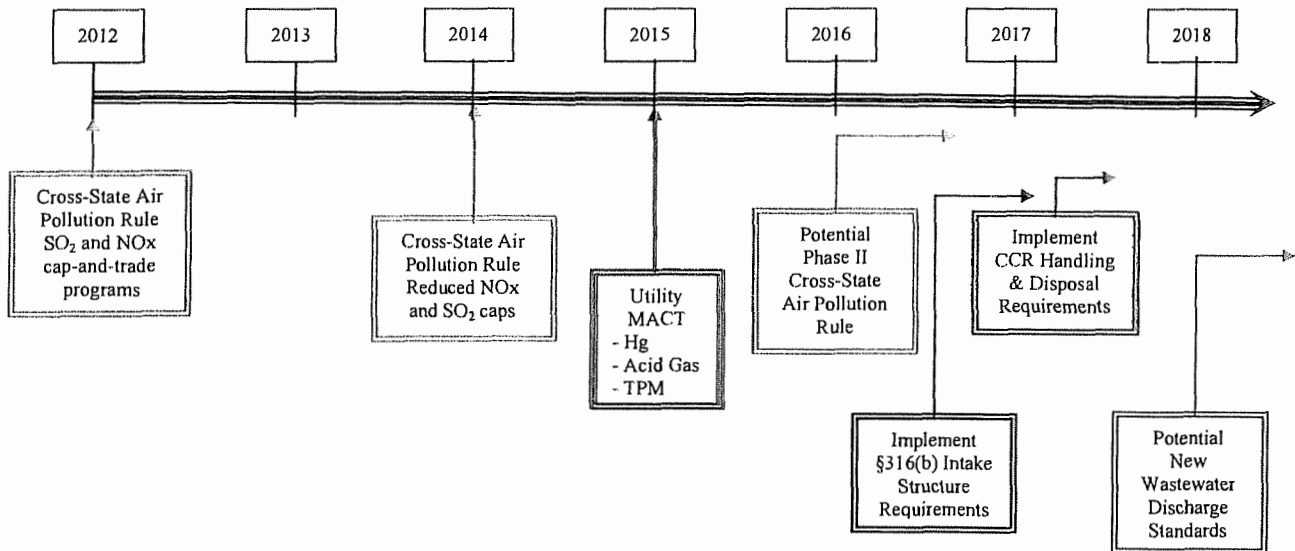 2012
2013
2014
2015
2016
2017
2018
Cross-State Air
Pollution Rule
SO₂ and NOx
cap-and-trade
programs
Cross-State Air
Pollution Rule
Reduced NOx
and SO₂ caps
Utility
MACT
- Hg
- Acid Gas
- TPM
Potential
Phase II
Cross-State
Air Pollution
Rule
Implement
§316(b) Intake
Structure
Requirements
Implement
CCR Handling
& Disposal
Requirements
Potential
New
Wastewater
Discharge
Standards